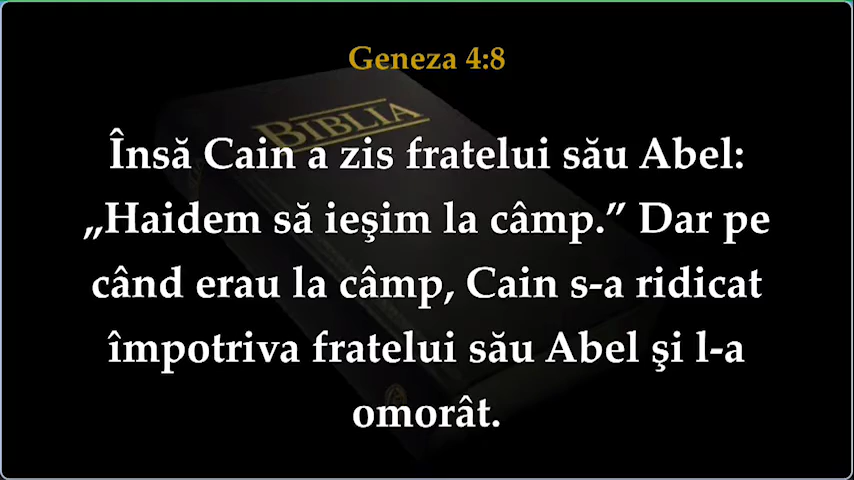 Geneza 4:8
BIBLIA
Însă Cain a zis fratelui său Abel:
„Haidem să ieşim la câmp.” Dar pe
când erau la câmp, Cain s-a ridicat
împotriva fratelui său Abel şi l-a
omorât.